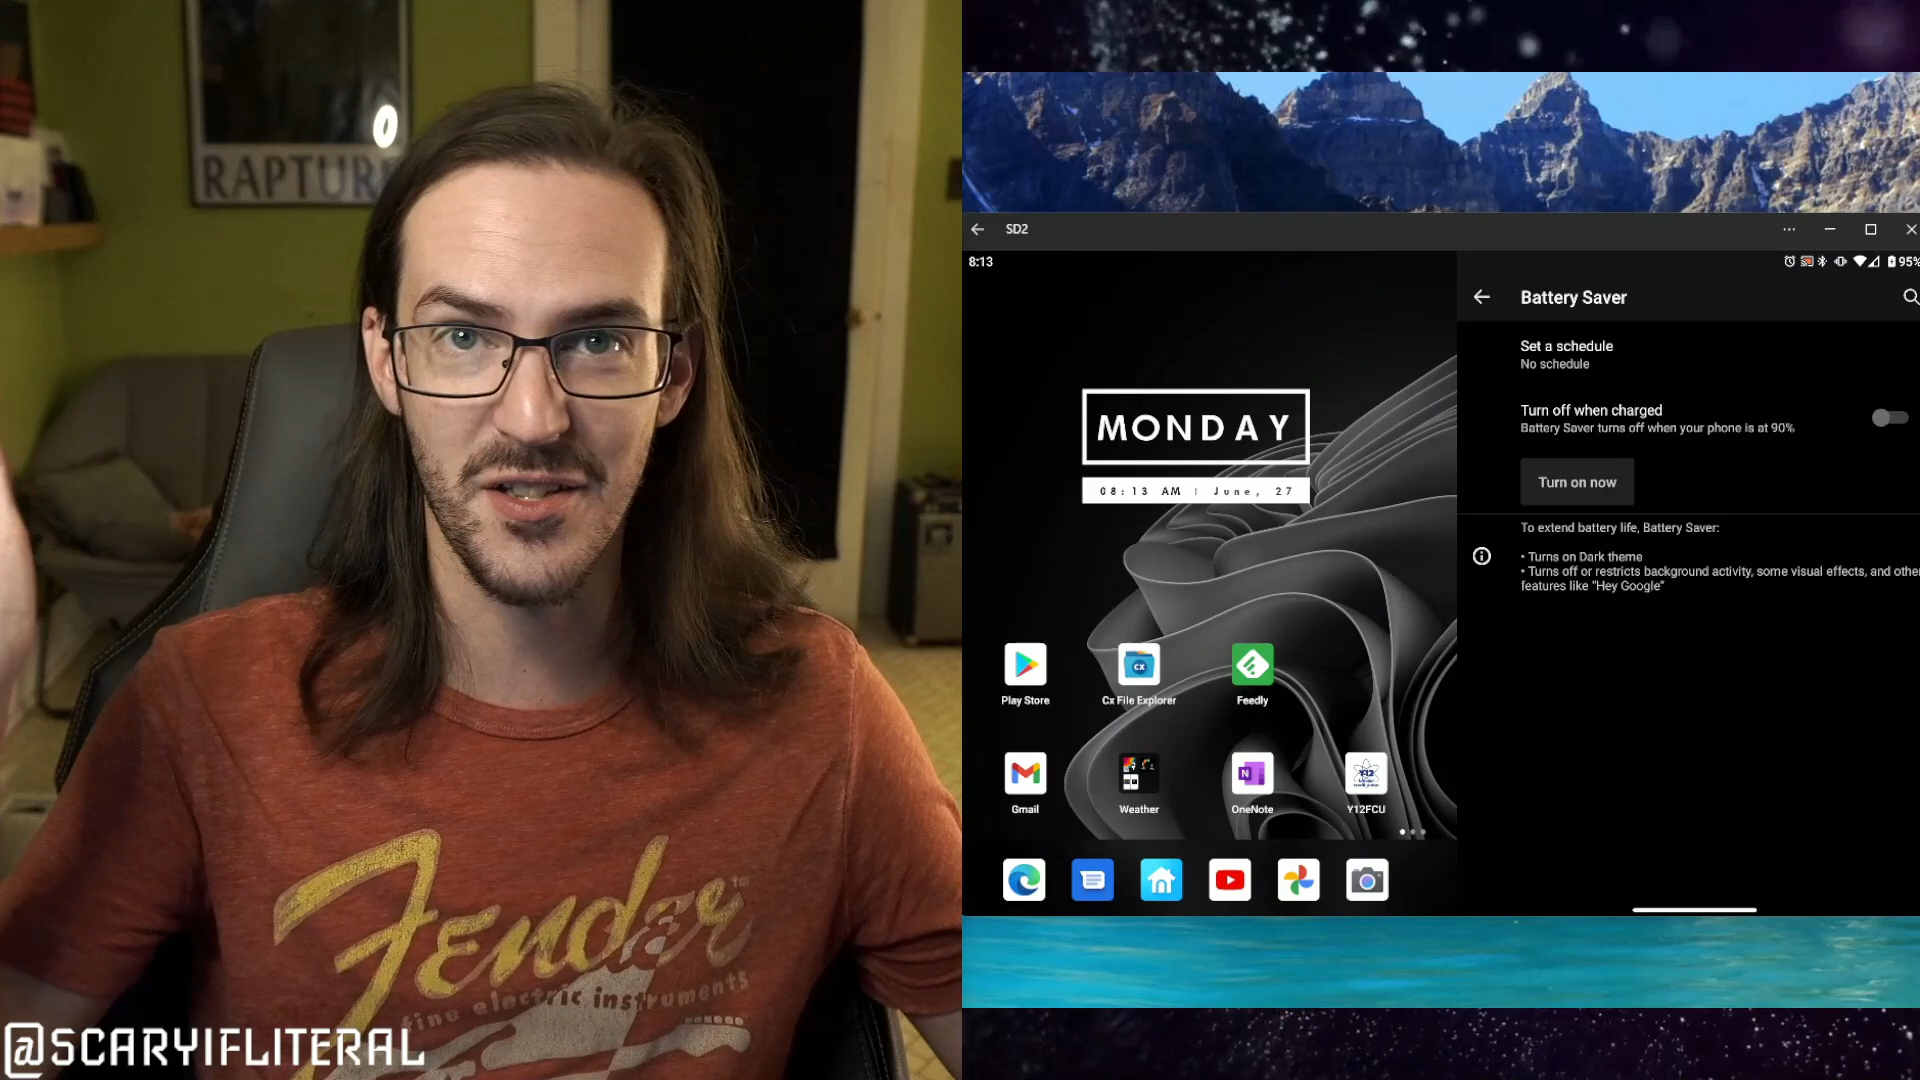 RAPTURE
Fender™
fine electric instruments
@SCARYIFLITERAL
SD2
8:13
95%
MONDAY
08:13 AM | June, 27
Play Store
Cx File Explorer
Feedly
Gmail
Weather
OneNote
Y12FCU
Battery Saver
Set a schedule
No schedule
Turn off when charged
Battery Saver turns off when your phone is at 90%
Turn on now
To extend battery life, Battery Saver:
• Turns on Dark theme
• Turns off or restricts background activity, some visual effects, and other
features like "Hey Google"